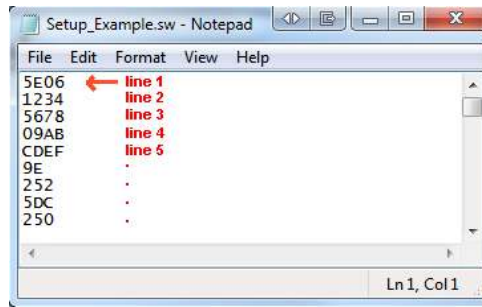 Setup_Example.sw - Notepad
File Edit Format View Help
5E06 line 1
1234 line 2
5678 line 3
09AB line 4
CDEF line 5
9E .
252 .
5DC .
250 .
Ln 1, Col 1